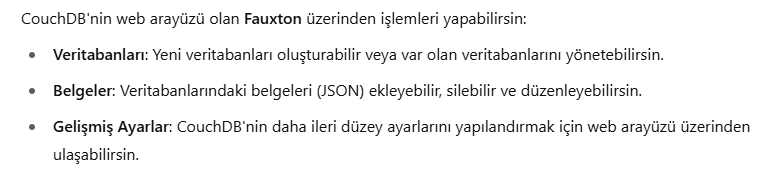 CouchDB'nin web arayüzü olan Fauxton üzerinden işlemleri yapabilirsin:
• Veritabanları: Yeni veritabanları oluşturabilir veya var olan veritabanlarını yönetebilirsin.
• Belgeler: Veritabanlarındaki belgeleri (JSON) ekleyebilir, silebilir ve düzenleyebilirsin.
• Gelişmiş Ayarlar: CouchDB'nin daha ileri düzey ayarlarını yapılandırmak için web arayüzü üzerinden
ulaşabilirsin.